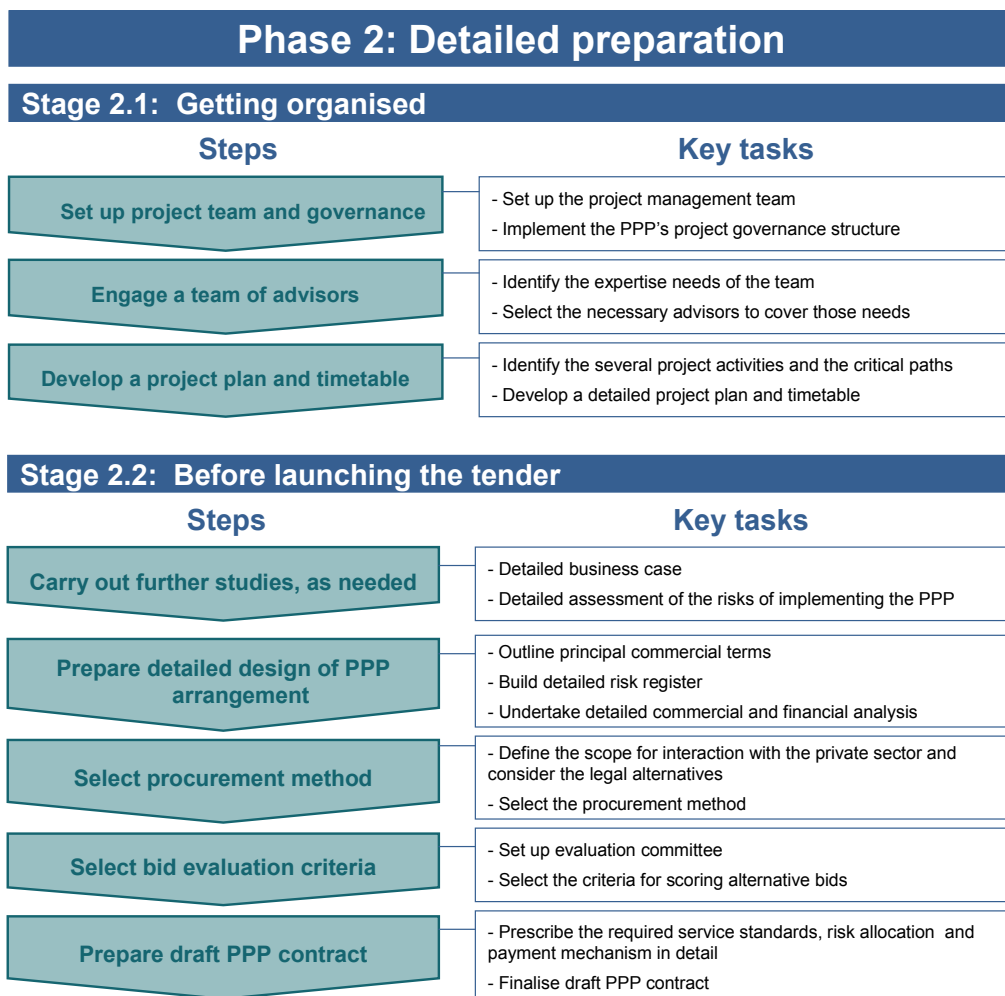 Phase 2: Detailed preparation
Stage 2.1: Getting organised
Steps
Key tasks
Set up project team and governance
- Set up the project management team
- Implement the PPP's project governance structure
Engage a team of advisors
- Identify the expertise needs of the team
- Select the necessary advisors to cover those needs
Develop a project plan and timetable
- Identify the several project activities and the critical paths
- Develop a detailed project plan and timetable
Stage 2.2: Before launching the tender
Steps
Key tasks
Carry out further studies, as needed
- Detailed business case
- Detailed assessment of the risks of implementing the PPP
Prepare detailed design of PPP
arrangement
- Outline principal commercial terms
- Build detailed risk register
- Undertake detailed commercial and financial analysis
Select procurement method
- Define the scope for interaction with the private sector and
consider the legal alternatives
- Select the procurement method
Select bid evaluation criteria
- Set up evaluation committee
- Select the criteria for scoring alternative bids
Prepare draft PPP contract
- Prescribe the required service standards, risk allocation and
payment mechanism in detail
- Finalise draft PPP contract